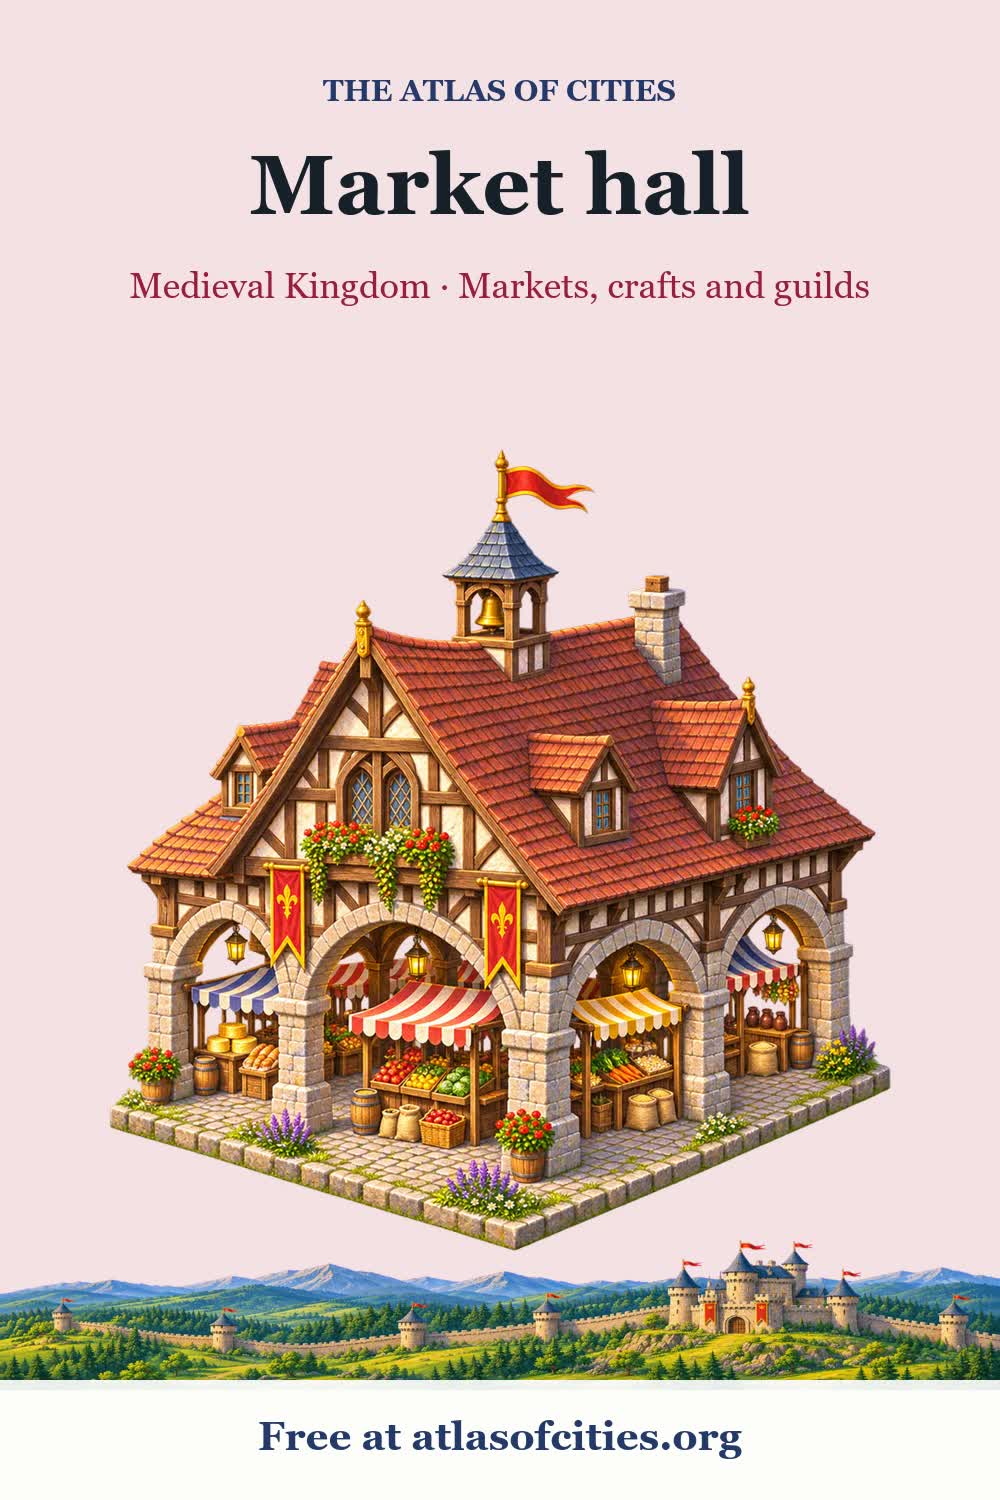 THE ATLAS OF CITIES
Market hall
Medieval Kingdom · Markets, crafts and guilds
Free at atlasofcities.org